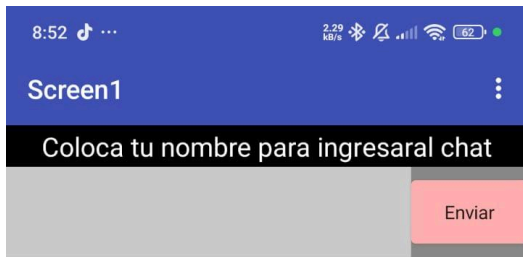 8:52 ...
2.29 kB/s 62
Screen1
Coloca tu nombre para ingresaral chat
Enviar